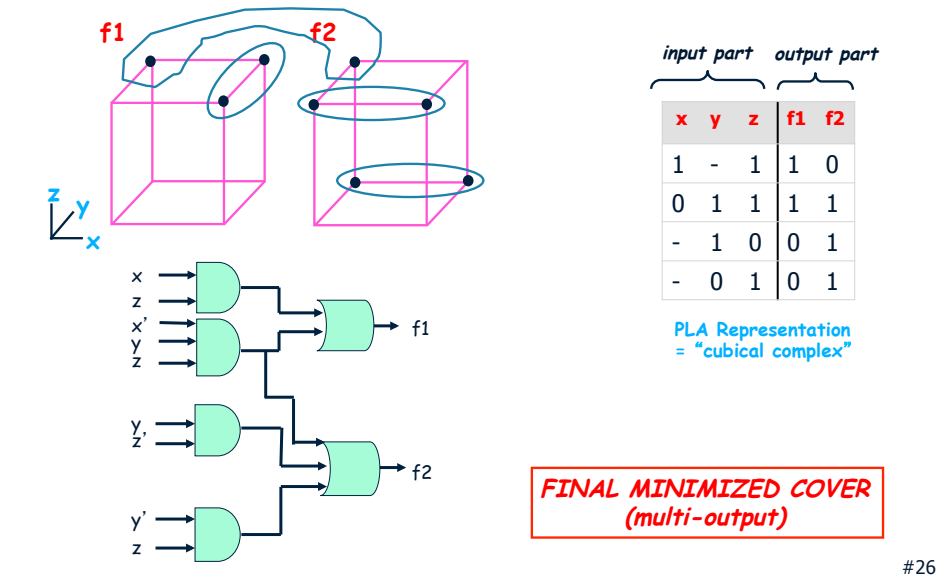 f1
f2
z
y
x
input part output part
x y z f1 f2
1 - 1 1 0
0 1 1 1 1
- 1 0 0 1
- 0 1 0 1
PLA Representation
= “cubical complex”
x
z
x’
y
z
f1
y
z’
f2
y’
z
FINAL MINIMIZED COVER
(multi-output)
#26